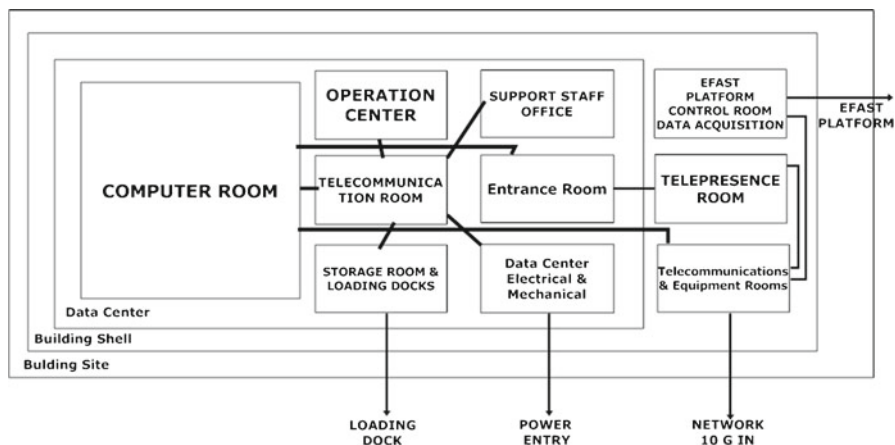 OPERATION
CENTER
SUPPORT STAFF
OFFICE
EFAST
PLATFORM
CONTROL ROOM
DATA ACQUISITION
EFAST
PLATFORM
COMPUTER ROOM
TELECOMMUNICA
TION ROOM
Entrance Room
TELEPRESENCE
ROOM
STORAGE ROOM &
LOADING DOCKS
Data Center
Electrical &
Mechanical
Telecommunications
& Equipment Rooms
Data Center
Building Shell
Bulding Site
LOADING
DOCK
POWER
ENTRY
NETWORK
10 G IN